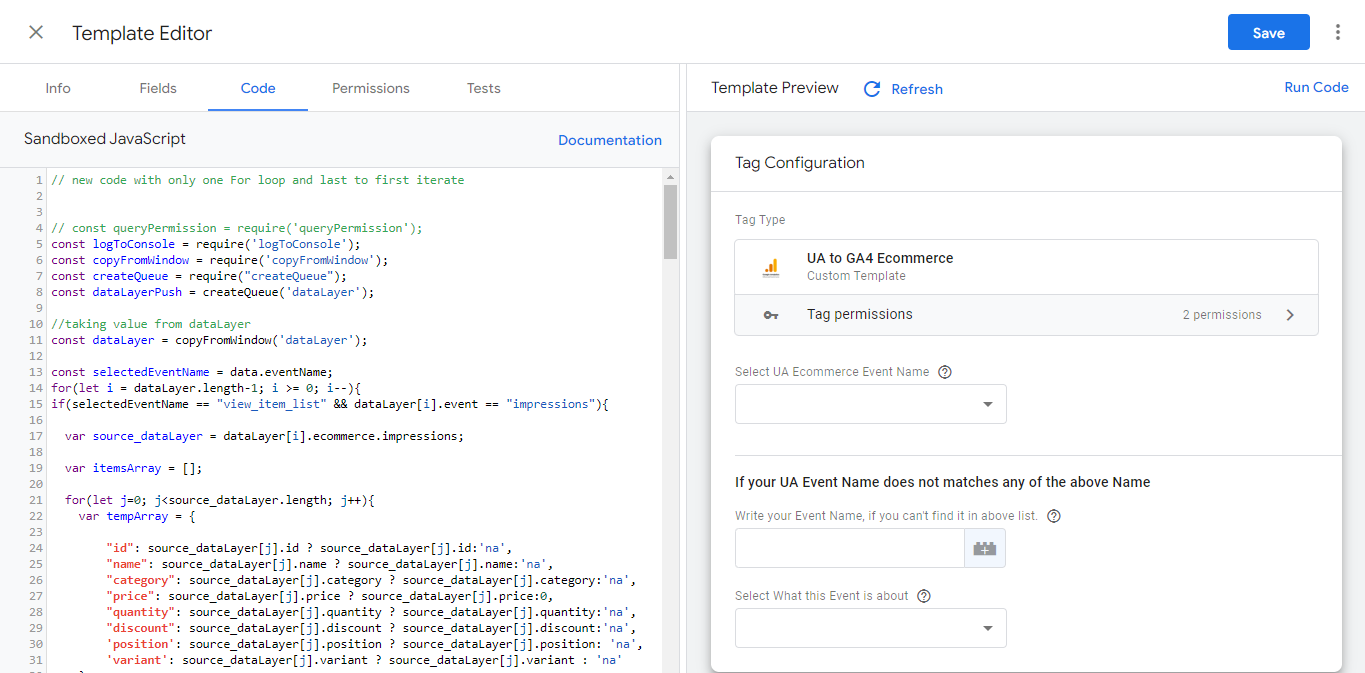 Template Editor
Save
Info Fields Code Permissions Tests
Sandboxed JavaScript
Documentation
1 // new code with only one For loop and last to first iterate
2
3
4 // const queryPermission = require('queryPermission');
5 const logToConsole = require('logToConsole');
6 const copyFromWindow = require('copyFromWindow');
7 const createQueue = require("createQueue");
8 const dataLayerPush = createQueue('dataLayer');
9
10 //taking value from dataLayer
11 const dataLayer = copyFromWindow('dataLayer');
12
13 const selectedEventName = data.eventName;
14 for(let i = dataLayer.length-1; i >= 0; i--){
15 if(selectedEventName == "view_item_list" && dataLayer[i].event == "impressions"){
16
17 var source_dataLayer = dataLayer[i].ecommerce.impressions;
18
19 var itemsArray = [];
20
21 for(let j=0; j<source_dataLayer.length; j++){
22 var tempArray = {
23
24 "id": source_dataLayer[j].id ? source_dataLayer[j].id:'na',
25 "name": source_dataLayer[j].name ? source_dataLayer[j].name:'na',
26 "category": source_dataLayer[j].category ? source_dataLayer[j].category:'na',
27 "price": source_dataLayer[j].price ? source_dataLayer[j].price:0,
28 "quantity": source_dataLayer[j].quantity ? source_dataLayer[j].quantity:'na',
29 "discount": source_dataLayer[j].discount ? source_dataLayer[j].discount:'na',
30 'position': source_dataLayer[j].position ? source_dataLayer[j].position: 'na',
31 'variant': source_dataLayer[j].variant ? source_dataLayer[j].variant : 'na'
Template Preview
Refresh
Run Code
Tag Configuration
Tag Type
UA to GA4 Ecommerce
Custom Template
Tag permissions
2 permissions
Select UA Ecommerce Event Name
If your UA Event Name does not matches any of the above Name
Write your Event Name, if you can't find it in above list.
Select What this Event is about